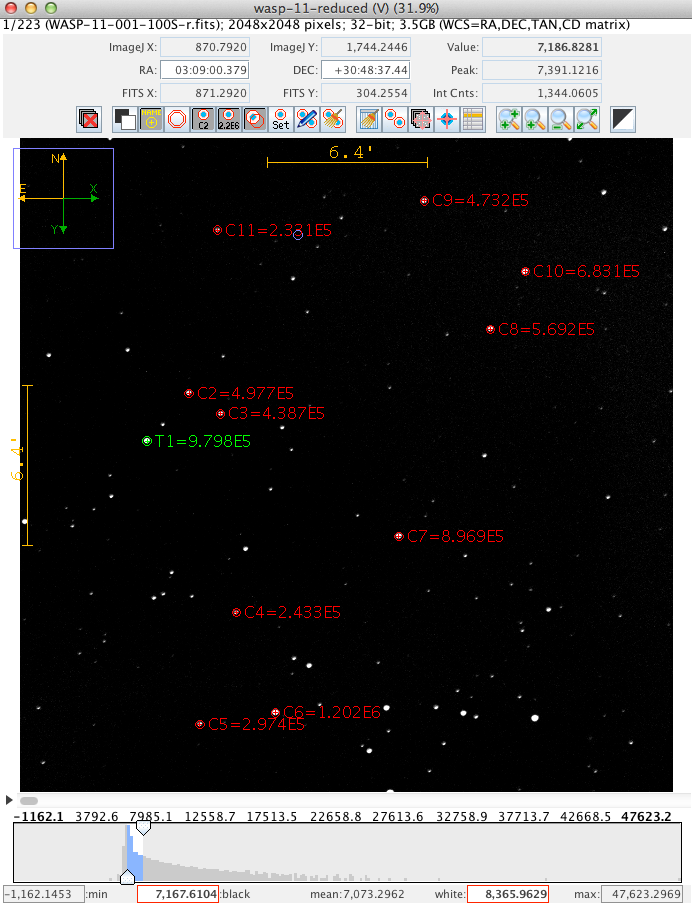 wasp-11-reduced (V) (31.9%)
1/223 (WASP-11-001-100S-r.fits); 2048x2048 pixels; 32-bit; 3.5GB (WCS=RA,DEC,TAN,CD matrix)
ImageJ X: 870.7920 ImageJ Y: 1,744.2446 Value: 7,186.8281
RA: 03:09:00.379 DEC: +30:48:37.44 Peak: 7,391.1216
FITS X: 871.2920 FITS Y: 304.2554 Int Cnts: 1,344.0605
NAME C2 2.2E6 Set
6.4'
N
E X
Y
C9=4.732E5
C11=2.331E5
C10=6.831E5
C8=5.692E5
C2=4.977E5
C3=4.387E5
T1=9.798E5
6.4'
C7=8.969E5
C4=2.433E5
C6=1.202E6
C5=2.974E5
-1162.1 3792.6 7985.1 12558.7 17513.5 22658.8 27613.6 32758.9 37713.7 42668.5 47623.2
-1,162.1453 :min 7,167.6104 :black mean:7,073.2962 white: 8,365.9629 max: 47,623.2969